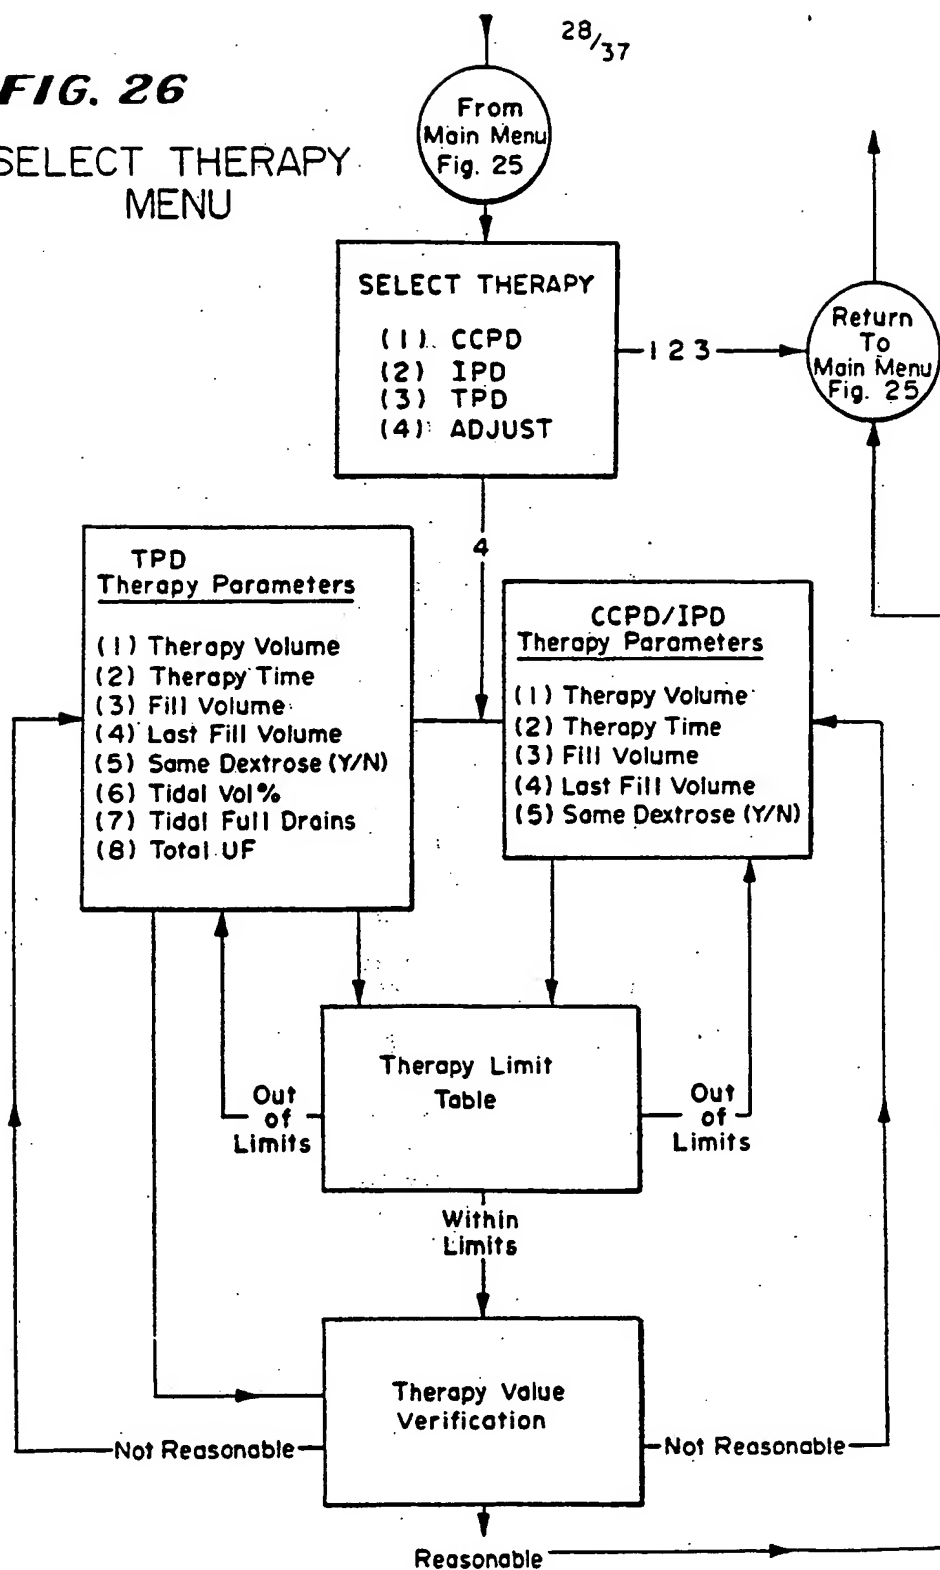 28/37
FIG. 26
SELECT THERAPY
MENU
From
Main Menu
Fig. 25
SELECT THERAPY
(1) CCPD
(2) IPD
(3) TPD
(4) ADJUST
1 2 3
Return
To
Main Menu
Fig. 25
4
TPD
Therapy Parameters
(1) Therapy Volume
(2) Therapy Time
(3) Fill Volume
(4) Last Fill Volume
(5) Same Dextrose (Y/N)
(6) Tidal Vol%
(7) Tidal Full Drains
(8) Total UF
CCPD/IPD
Therapy Parameters
(1) Therapy Volume
(2) Therapy Time
(3) Fill Volume
(4) Last Fill Volume
(5) Same Dextrose (Y/N)
Therapy Limit
Table
Out
of
Limits
Out
of
Limits
Within
Limits
Therapy Value
Verification
Not Reasonable
Not Reasonable
Reasonable